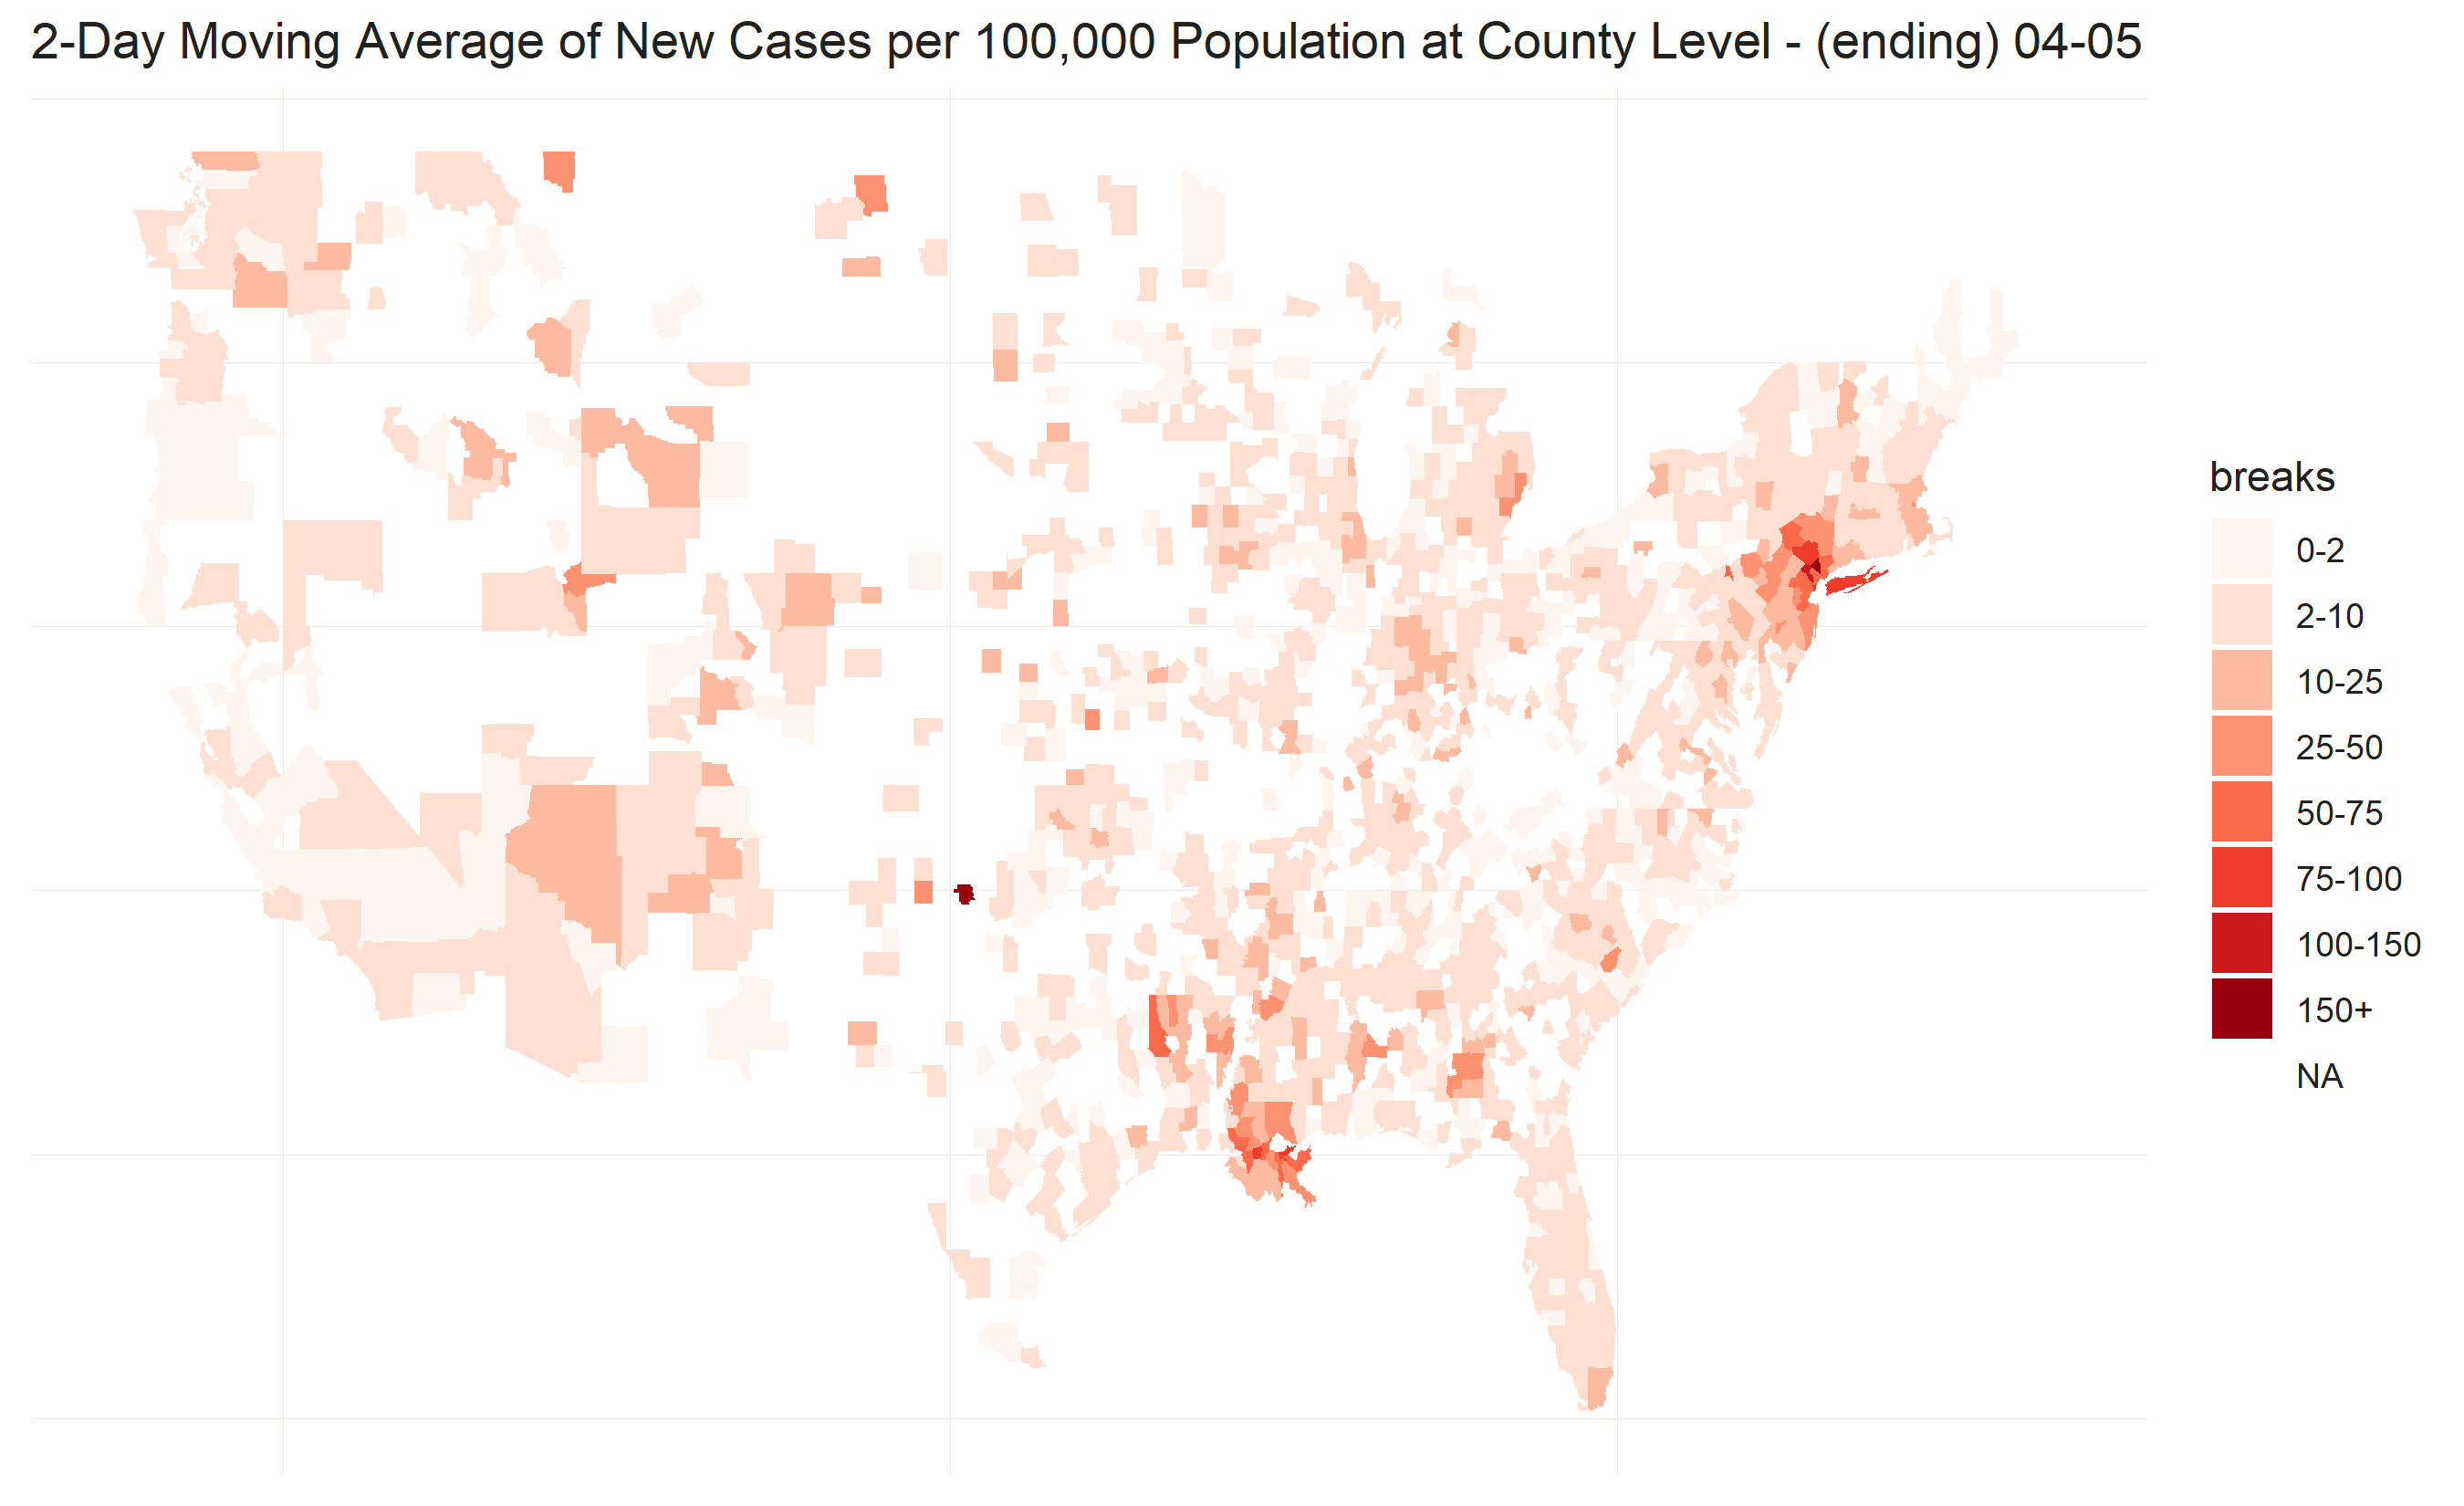 2-Day Moving Average of New Cases per 100,000 Population at County Level - (ending) 04-05
breaks
0-2
2-10
10-25
25-50
50-75
75-100
100-150
150+
NA